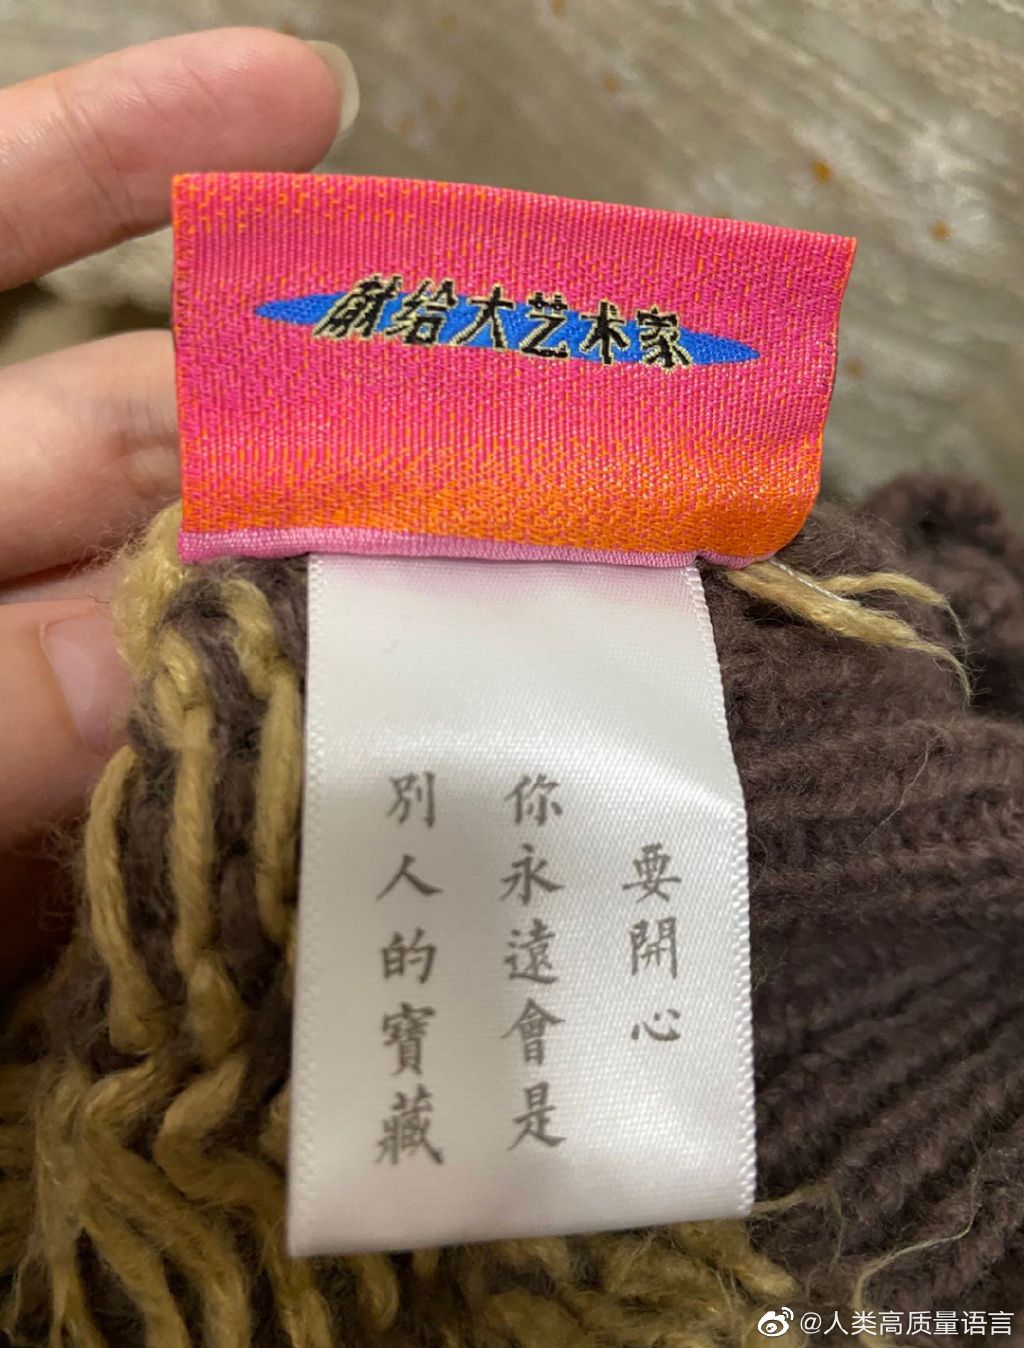 献给大艺术家
要開心
你永遠會是
別人的寶藏
@人类高质量语言